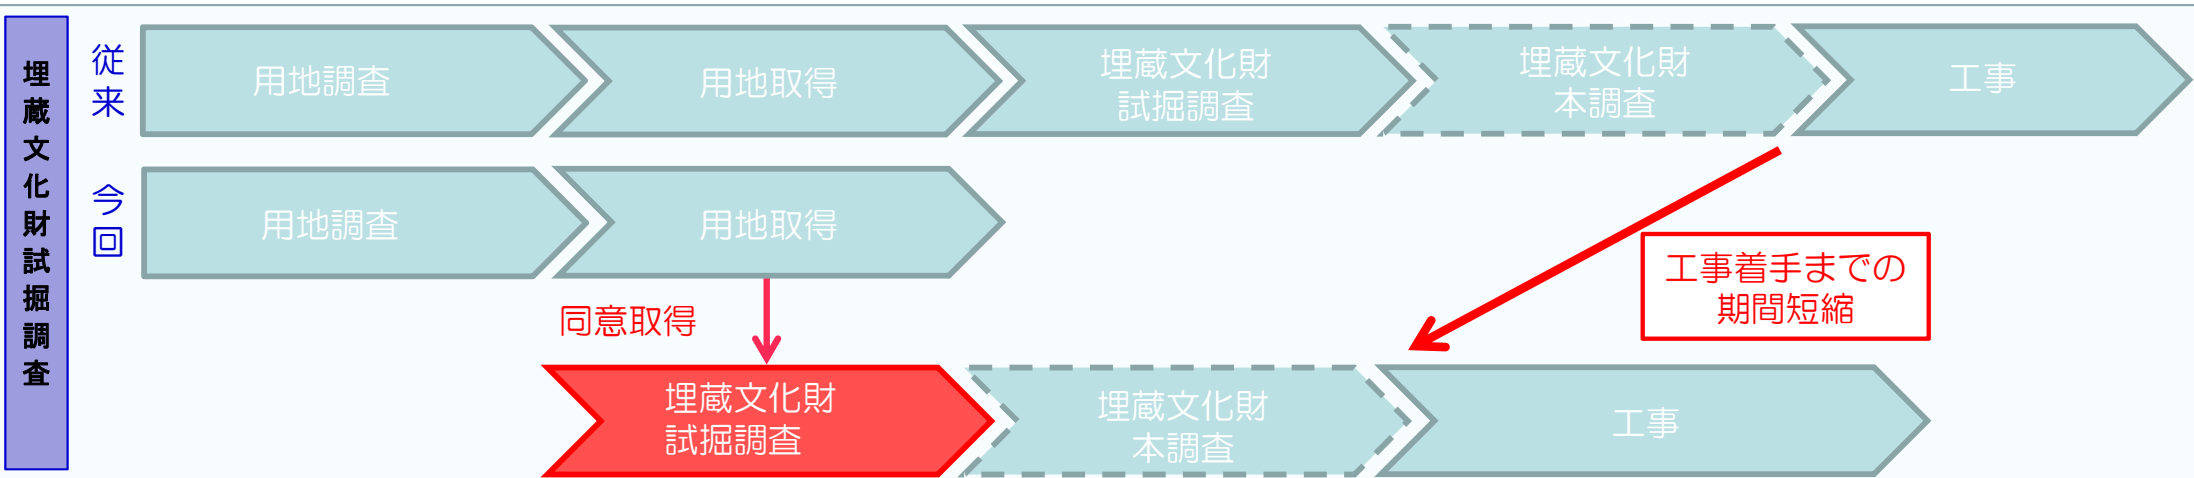 埋蔵文化財試掘調査
従来
用地調査
用地取得
埋蔵文化財
試掘調査
埋蔵文化財
本調査
工事
今回
用地調査
用地取得
同意取得
工事着手までの
期間短縮
埋蔵文化財
試掘調査
埋蔵文化財
本調査
工事